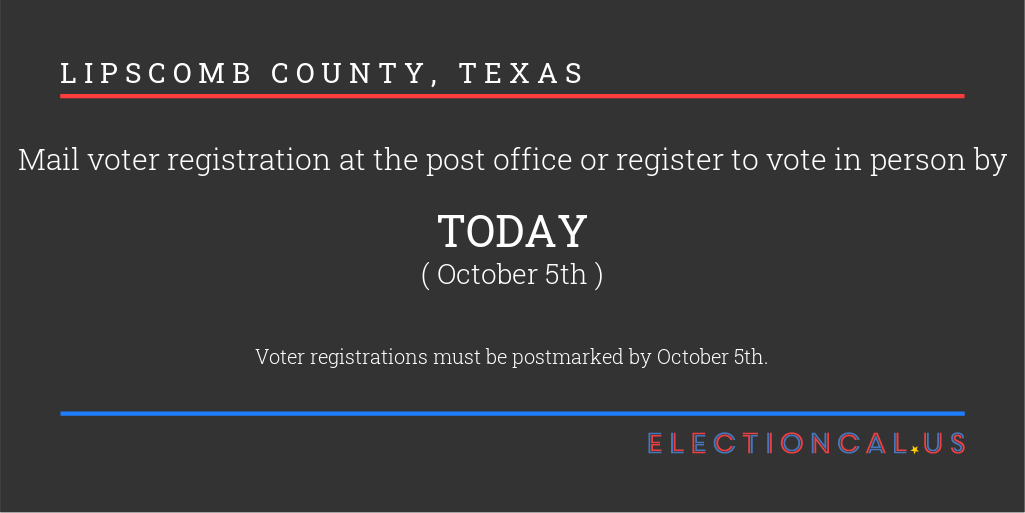 LIPSCOMB COUNTY, TEXAS
Mail voter registration at the post office or register to vote in person by
TODAY
( October 5th )
Voter registrations must be postmarked by October 5th.
ELECTIONCAL.US